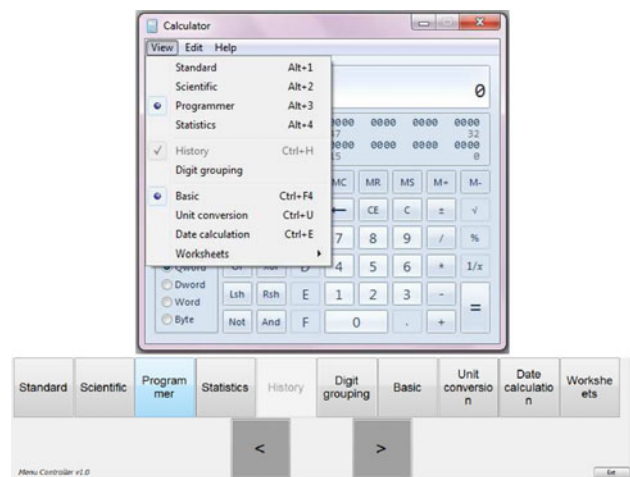 Calculator
View Edit Help
Standard Alt+1
Scientific Alt+2
Programmer Alt+3
Statistics Alt+4
History Ctrl+H
Digit grouping
Basic Ctrl+F4
Unit conversion Ctrl+U
Date calculation Ctrl+E
Worksheets
0
0000 0000 0000 0000
47 32
0000 0000 0000 0000
15 0
MC MR MS M+ M-
← CE C ± √
7 8 9 / %
Qword Or Xor D 4 5 6 * 1/x
Dword
Lsh Rsh E 1 2 3 - =
Word
Byte Not And F 0 . +
Standard Scientific Program Statistics History Digit Basic Unit Date Workshe
mer grouping conversio calculatio ets
n n
< >
Menu Controller v1.0